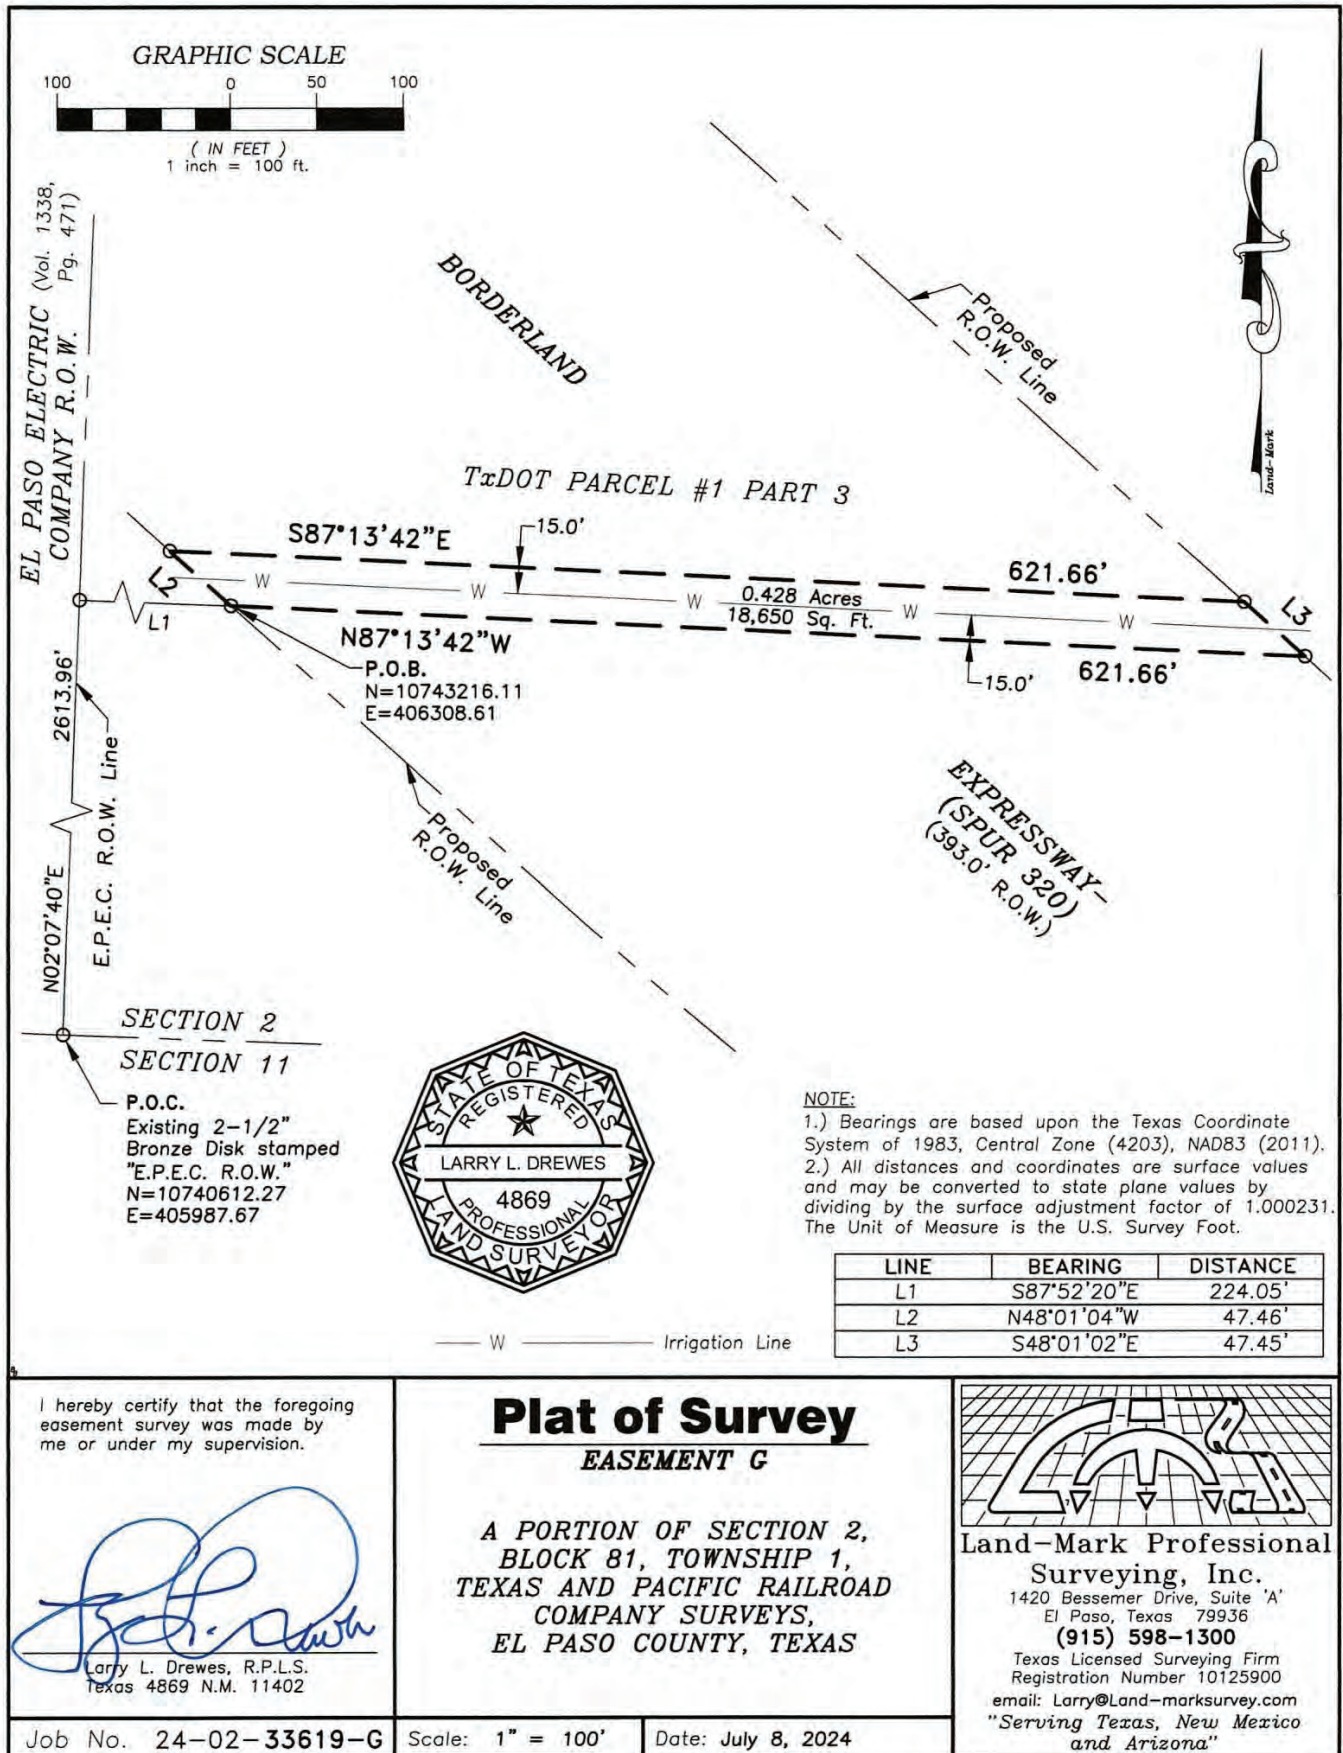 GRAPHIC SCALE
100 0 50 100
( IN FEET )
1 inch = 100 ft.
EL PASO ELECTRIC (Vol. 1338,
COMPANY R.O.W. Pg. 471)
BORDERLAND
Proposed
R.O.W. Line
Land-Mark
TxDOT PARCEL #1 PART 3
S87°13'42"E
15.0'
621.66'
L2
W W W W W
0.428 Acres
18,650 Sq. Ft.
L3
L1
N87°13'42"W
P.O.B.
N=10743216.11
E=406308.61
15.0'
621.66'
2613.96'
N02°07'40"E
E.P.E.C. R.O.W. Line
Proposed
R.O.W. Line
EXPRESSWAY-
(SPUR 320)
(393.0' R.O.W.)
SECTION 2
SECTION 11
P.O.C.
Existing 2-1/2"
Bronze Disk stamped
"E.P.E.C. R.O.W."
N=10740612.27
E=405987.67
STATE OF TEXAS
REGISTERED
LARRY L. DREWES
4869
PROFESSIONAL
LAND SURVEYOR
NOTE:
1.) Bearings are based upon the Texas Coordinate
System of 1983, Central Zone (4203), NAD83 (2011).
2.) All distances and coordinates are surface values
and may be converted to state plane values by
dividing by the surface adjustment factor of 1.000231.
The Unit of Measure is the U.S. Survey Foot.
LINE BEARING DISTANCE
L1 S87°52'20"E 224.05'
L2 N48°01'04"W 47.46'
L3 S48°01'02"E 47.45'
W Irrigation Line
I hereby certify that the foregoing
easement survey was made by
me or under my supervision.
Larry L. Drewes, R.P.L.S.
Texas 4869 N.M. 11402
Job No. 24-02-33619-G
Plat of Survey
EASEMENT G
A PORTION OF SECTION 2,
BLOCK 81, TOWNSHIP 1,
TEXAS AND PACIFIC RAILROAD
COMPANY SURVEYS,
EL PASO COUNTY, TEXAS
Scale: 1" = 100'
Date: July 8, 2024
Land-Mark Professional
Surveying, Inc.
1420 Bessemer Drive, Suite 'A'
El Paso, Texas 79936
(915) 598-1300
Texas Licensed Surveying Firm
Registration Number 10125900
email: Larry@Land-marksurvey.com
"Serving Texas, New Mexico
and Arizona"